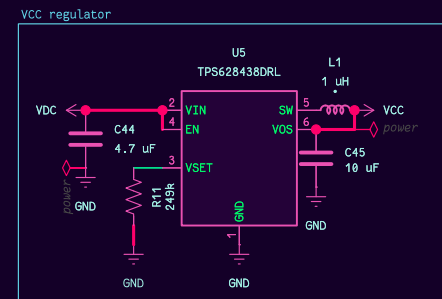 VCC regulator
U5
TPS628438DRL
L1
1 uH
VDC
2 VIN
SW 5
VCC
4 EN
VOS 6
power
C44
4.7 uF
C45
10 uF
3 VSET
power
R11
249k
GND
GND
1
GND
GND
GND